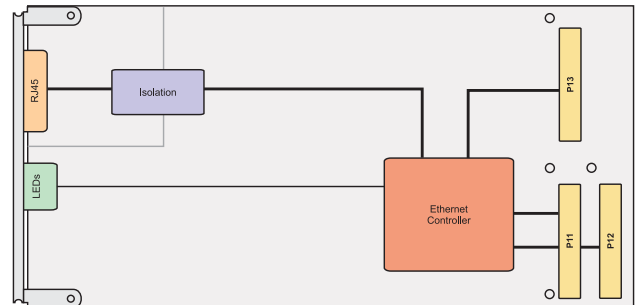 RJ45
Isolation
P13
LEDs
Ethernet
Controller
P11
P12